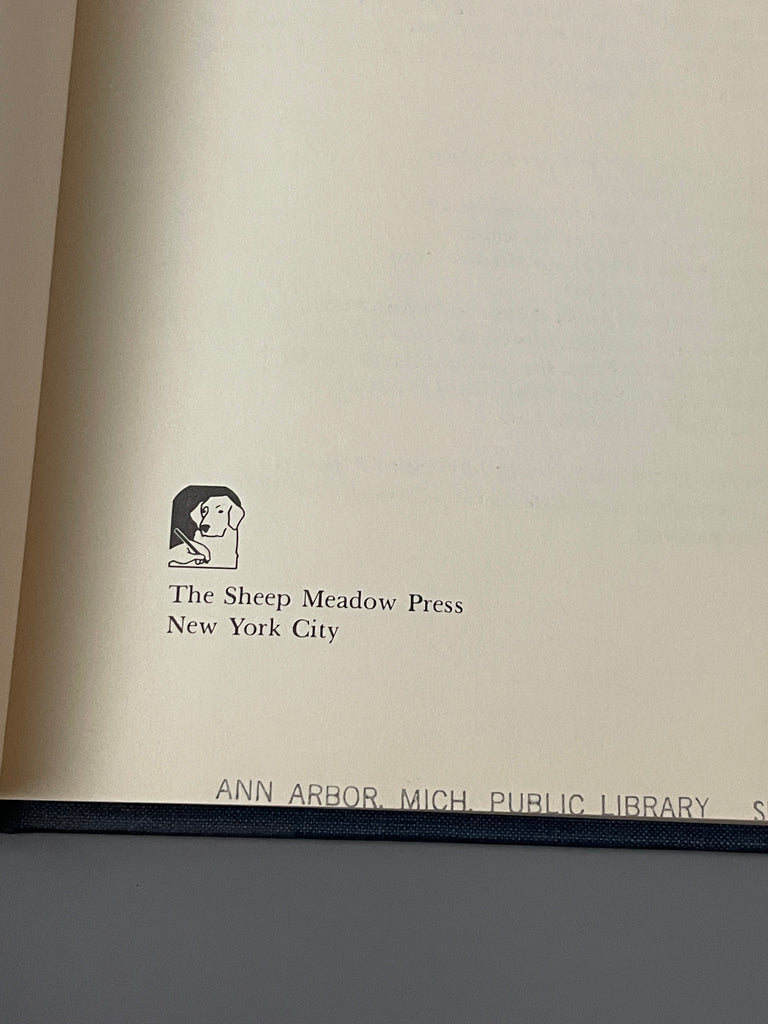 The Sheep Meadow Press
New York City
ANN ARBOR, MICH. PUBLIC LIBRARY